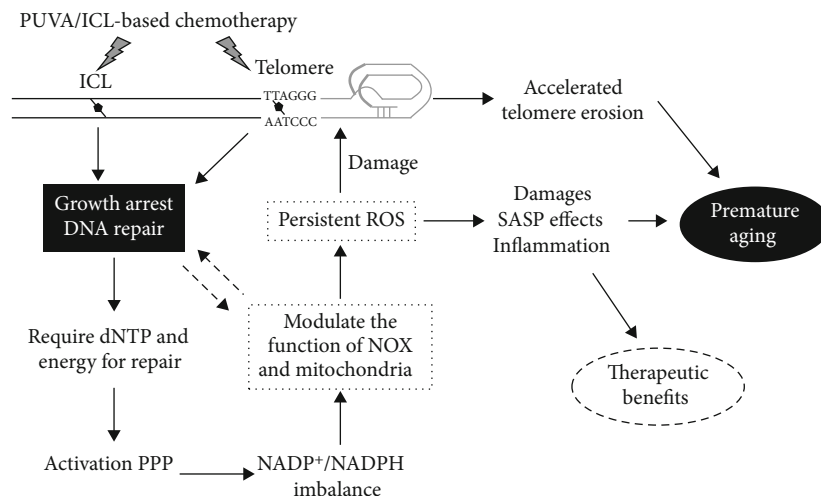 PUVA/ICL-based chemotherapy
ICL
Telomere
TTAGGG
AATCCC
Accelerated
telomere erosion
Damage
Growth arrest
DNA repair
Persistent ROS
Damages
SASP effects
Inflammation
Premature
aging
Require dNTP and
energy for repair
Modulate the
function of NOX
and mitochondria
Therapeutic
benefits
Activation PPP
NADP⁺/NADPH
imbalance